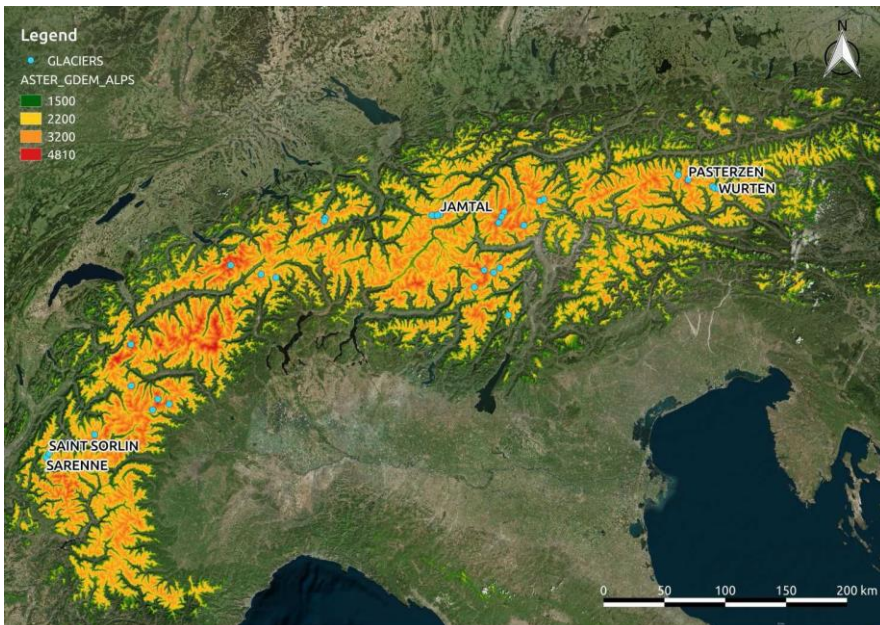 Legend
GLACIERS
ASTER_GDEM_ALPS
1500
2200
3200
4810
N
PASTERZEN
WURTEN
JAMTAL
SAINT SORLIN
SARENNE
0 50 100 150 200 km